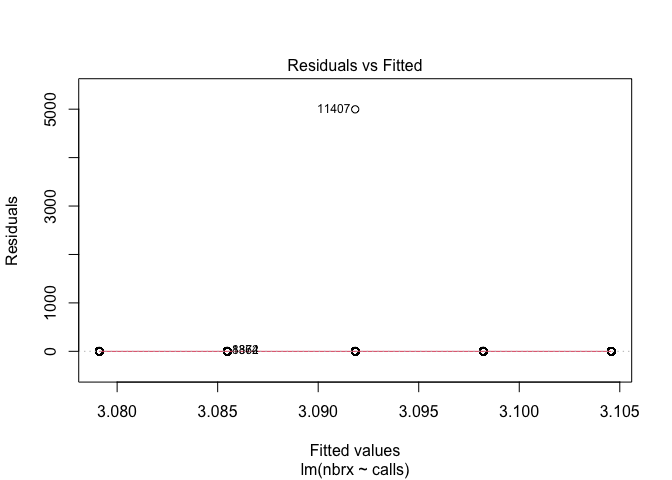 Residuals vs Fitted
Residuals
5000
3000
1000
0
11407
3.080 3.085 3.090 3.095 3.100 3.105
Fitted values
lm(nbrx ~ calls)